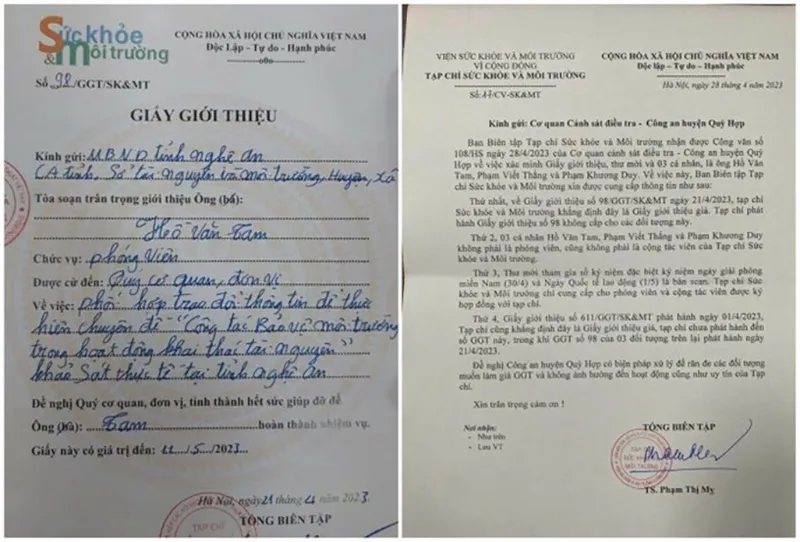 Sức khỏe
& Môi trường
CỘNG HÒA XÃ HỘI CHỦ NGHĨA VIỆT NAM
Độc Lập - Tự do - Hạnh phúc
Số 98/GGT/SK&MT
GIẤY GIỚI THIỆU
Kính gửi: UBND tỉnh nghệ an
CA tỉnh, Sở tài nguyên và môi trường, Huyện, xã
Tòa soạn trân trọng giới thiệu Ông (bà):
Hồ Văn Tam
Chức vụ: phóng viên
Được cử đến: Quý cơ quan, đơn vị
Về việc: phối hợp trao đổi thông tin để thực
hiện chuyên đề "Công tác Bảo vệ môi trường
trong hoạt động khai thác tài nguyên"
khảo sát thực tế tại tỉnh nghệ An
Đề nghị Quý cơ quan, đơn vị, tỉnh thành hết sức giúp đỡ để
Ông (bà): Tam hoàn thành nhiệm vụ.
Giấy này có giá trị đến: 11/5/2023
Hà Nội, ngày 21 tháng 4 năm 2023
TỔNG BIÊN TẬP
TẠP CHÍ
VIỆN SỨC KHỎE VÀ MÔI TRƯỜNG
VÌ CỘNG ĐỒNG
TẠP CHÍ SỨC KHỎE VÀ MÔI TRƯỜNG
CỘNG HÒA XÃ HỘI CHỦ NGHĨA VIỆT NAM
Độc lập – Tự do – Hạnh phúc
Số: /CV-SK&MT
Hà Nội, ngày 28 tháng 4 năm 2023
Kính gửi: Cơ quan Cảnh sát điều tra - Công an huyện Quỳ Hợp
Ban Biên tập Tạp chí Sức khỏe và Môi trường nhận được Công văn số
108/HS ngày 28/4/2023 của Cơ quan cảnh sát điều tra - Công an huyện Quỳ
Hợp về việc xác minh Giấy giới thiệu, thư mời và 03 cá nhân, là ông Hồ Văn
Tam, Phạm Viết Thắng và Phạm Khương Duy. Về việc này, Ban Biên tập Tạp
chí Sức khỏe và Môi trường xin được cung cấp thông tin như sau:
Thứ nhất, về Giấy giới thiệu số 98/GGT/SK&MT ngày 21/4/2023, tạp chí
Sức khỏe và Môi trường khẳng định đây là Giấy giới thiệu giả. Tạp chí phát
hành Giấy giới thiệu số 98 không cấp cho các đối tượng này.
Thứ 2, 03 cá nhân Hồ Văn Tam, Phạm Viết Thắng và Phạm Khương Duy
không phải là phóng viên, cũng không phải là cộng tác viên của Tạp chí Sức
khỏe và Môi trường.
Thứ 3, Thư mời tham gia số kỷ niệm đặc biệt kỷ niệm ngày giải phóng
miền Nam (30/4) và Ngày Quốc tế lao động (1/5) là bản scan. Tạp chí Sức
khỏe và Môi trường chỉ cung cấp cho phóng viên và cộng tác viên được ký
hợp đồng với tạp chí.
Thứ 4, Giấy giới thiệu số 611/GGT/SK&MT phát hành ngày 01/4/2023,
Tạp chí cũng khẳng định đây là Giấy giới thiệu giả, tạp chí chưa phát hành đến
số GGT này, trong khi GGT số 98 của 03 đối tượng trên lại phát hành ngày
21/4/2023.
Đề nghị Công an huyện Quỳ Hợp có biện pháp xử lý để răn đe các đối tượng
muốn làm giả GGT và không ảnh hưởng đến hoạt động cũng như uy tín của Tạp
chí.
Xin trân trọng cảm ơn !
Nơi nhận:
- Như trên
- Lưu VT
TỔNG BIÊN TẬP
TẠP CHÍ
SỨC KHỎE
MÔI TRƯỜNG
TS. Phạm Thị Mỵ